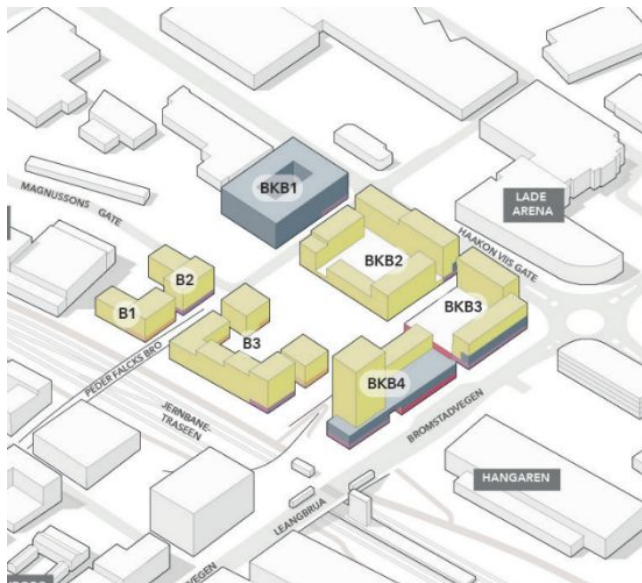 BKB1
LADE
ARENA
MAGNUSSONS GATE
HAAKON VIIS GATE
BKB2
B2
BKB3
B1
B3
BKB4
PEDER FALCKS BRO
JERNBANE-
TRASEEN
BROMSTADVEGEN
HANGAREN
LEANGBRUA